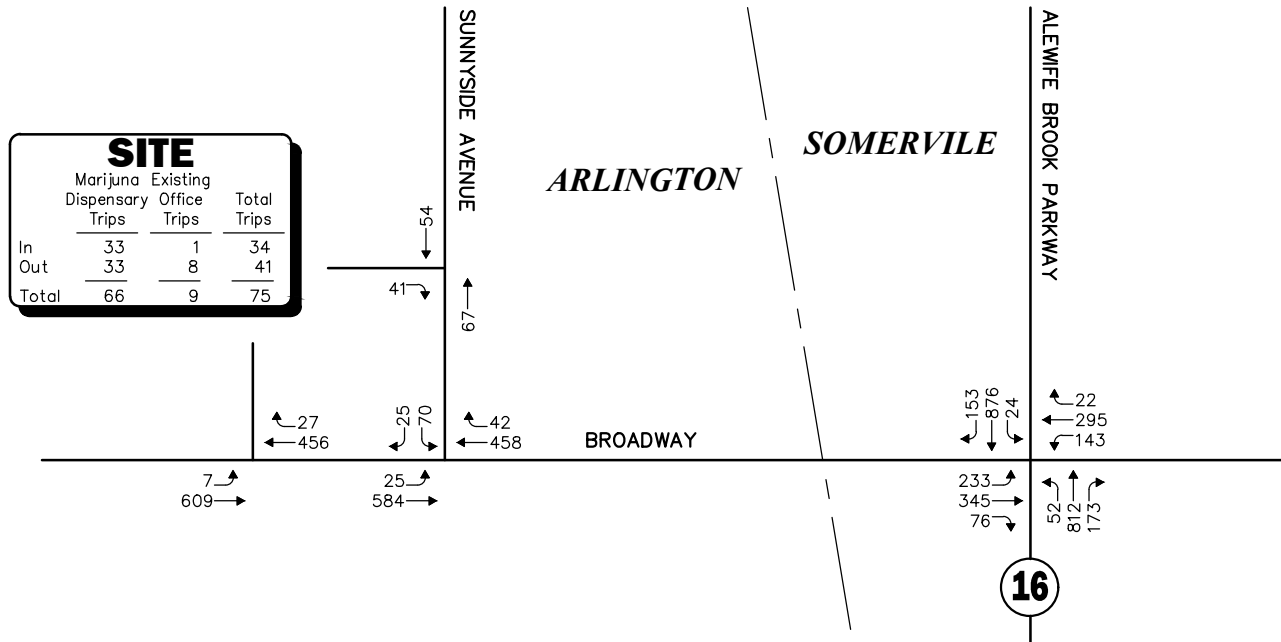 SITE
Marijuna Existing
Dispensary Office Total
Trips Trips Trips
In 33 1 34
Out 33 8 41
Total 66 9 75
SUNNYSIDE AVENUE
ARLINGTON
SOMERVILE
ALEWIFE BROOK PARKWAY
54
41
67
27
456
7
609
25
70
42
458
25
584
BROADWAY
153
876
24
22
295
143
233
345
76
52
812
173
16